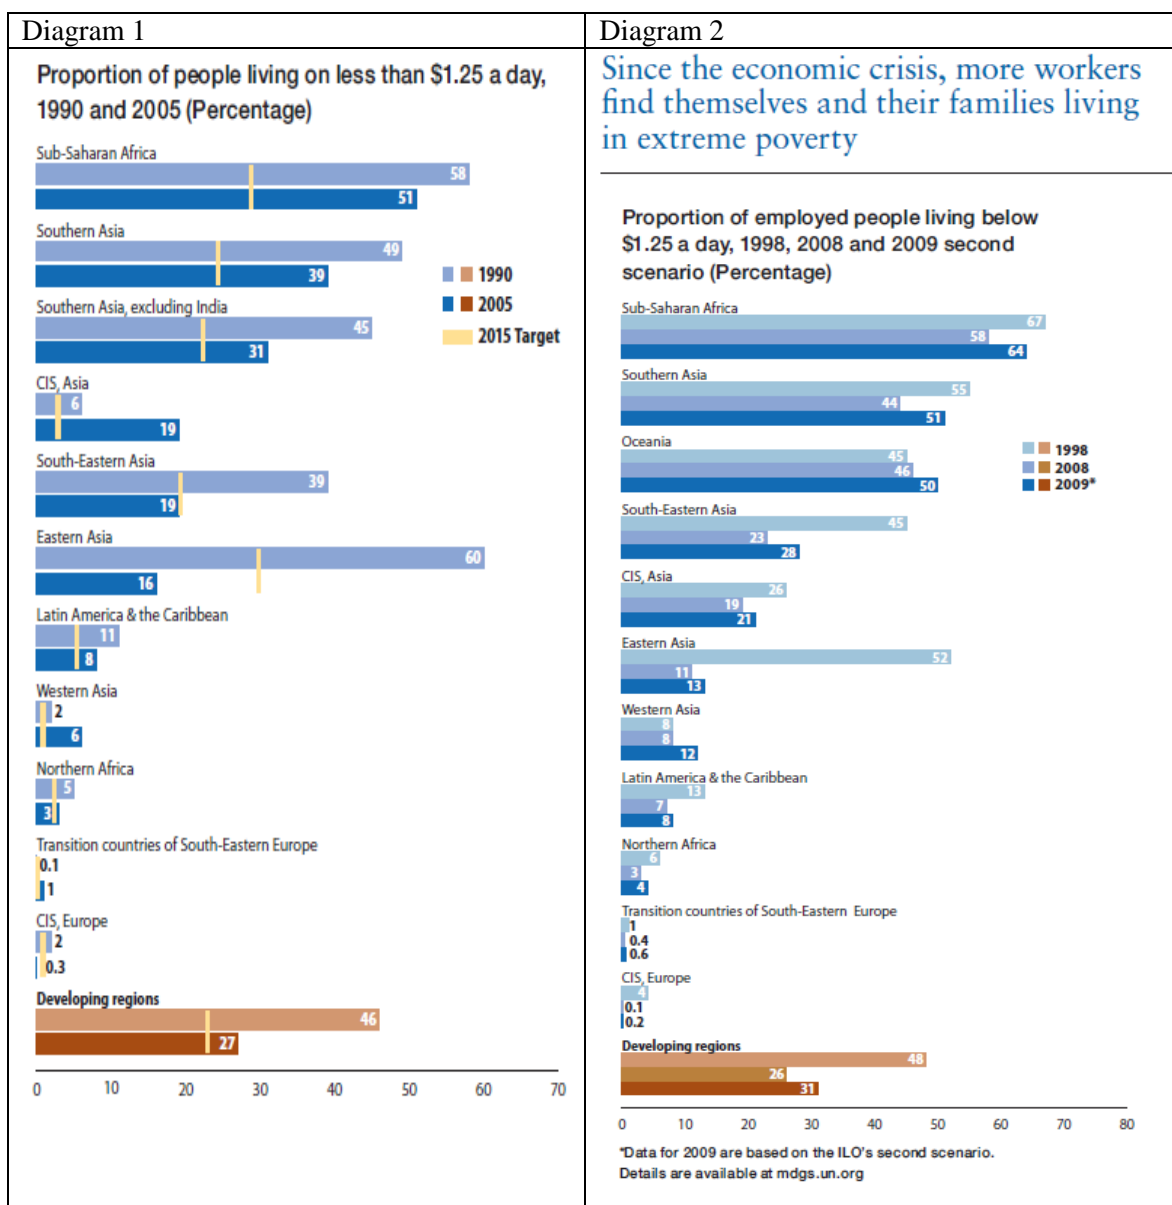 Diagram 1
Proportion of people living on less than $1.25 a day,
1990 and 2005 (Percentage)
Sub-Saharan Africa
58
51
Southern Asia
49
39
Southern Asia, excluding India
45
31
CIS, Asia
6
19
South-Eastern Asia
39
19
Eastern Asia
60
16
Latin America & the Caribbean
11
8
Western Asia
2
6
Northern Africa
5
3
Transition countries of South-Eastern Europe
0.1
1
CIS, Europe
2
0.3
Developing regions
46
27
1990
2005
2015 Target
0 10 20 30 40 50 60 70
Diagram 2
Since the economic crisis, more workers
find themselves and their families living
in extreme poverty
Proportion of employed people living below
$1.25 a day, 1998, 2008 and 2009 second
scenario (Percentage)
Sub-Saharan Africa
67
58
64
Southern Asia
55
44
51
Oceania
45
46
50
South-Eastern Asia
45
23
28
CIS, Asia
26
19
21
Eastern Asia
52
11
13
Western Asia
8
8
12
Latin America & the Caribbean
13
7
8
Northern Africa
6
3
4
Transition countries of South-Eastern Europe
1
0.4
0.6
CIS, Europe
4
0.1
0.2
Developing regions
48
26
31
1998
2008
2009*
0 10 20 30 40 50 60 70 80
*Data for 2009 are based on the ILO's second scenario.
Details are available at mdgs.un.org